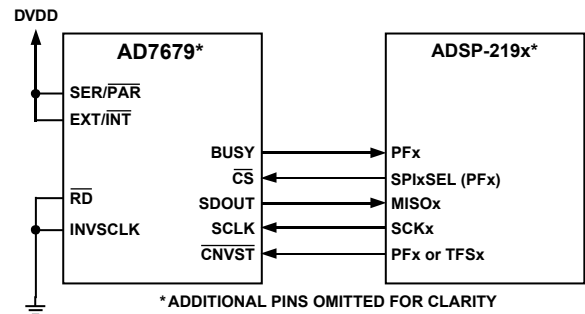 DVDD
AD7679*
ADSP-219x*
SER/PAR
EXT/INT
BUSY
PFx
CS
SPIxSEL (PFx)
RD
SDOUT
MISOx
INVSCLK
SCLK
SCKx
CNVST
PFx or TFSx
*ADDITIONAL PINS OMITTED FOR CLARITY